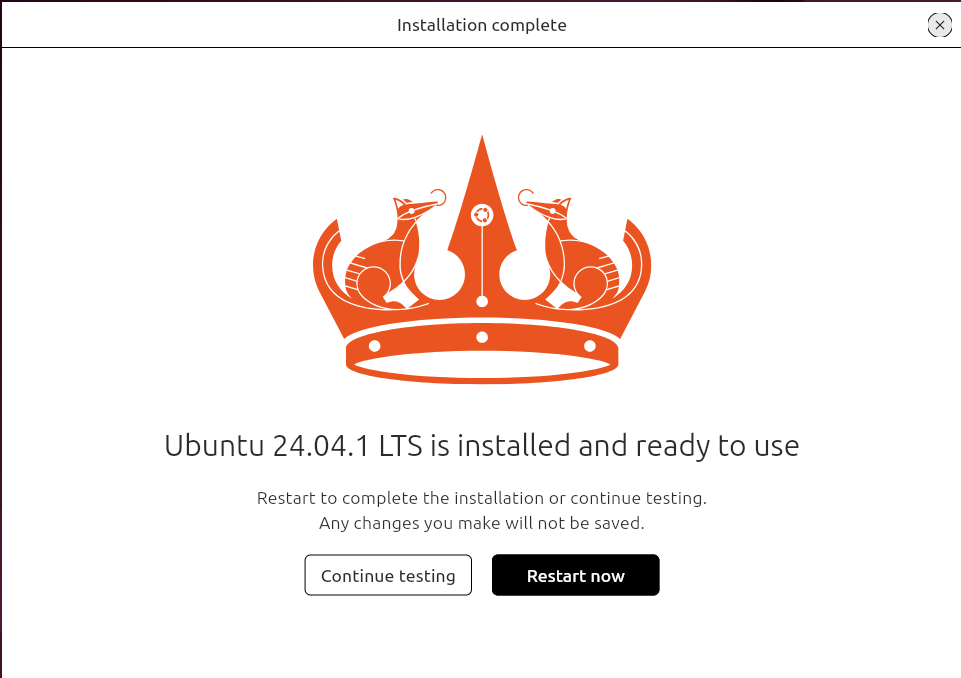 Installation complete
Ubuntu 24.04.1 LTS is installed and ready to use
Restart to complete the installation or continue testing.
Any changes you make will not be saved.
Continue testing
Restart now